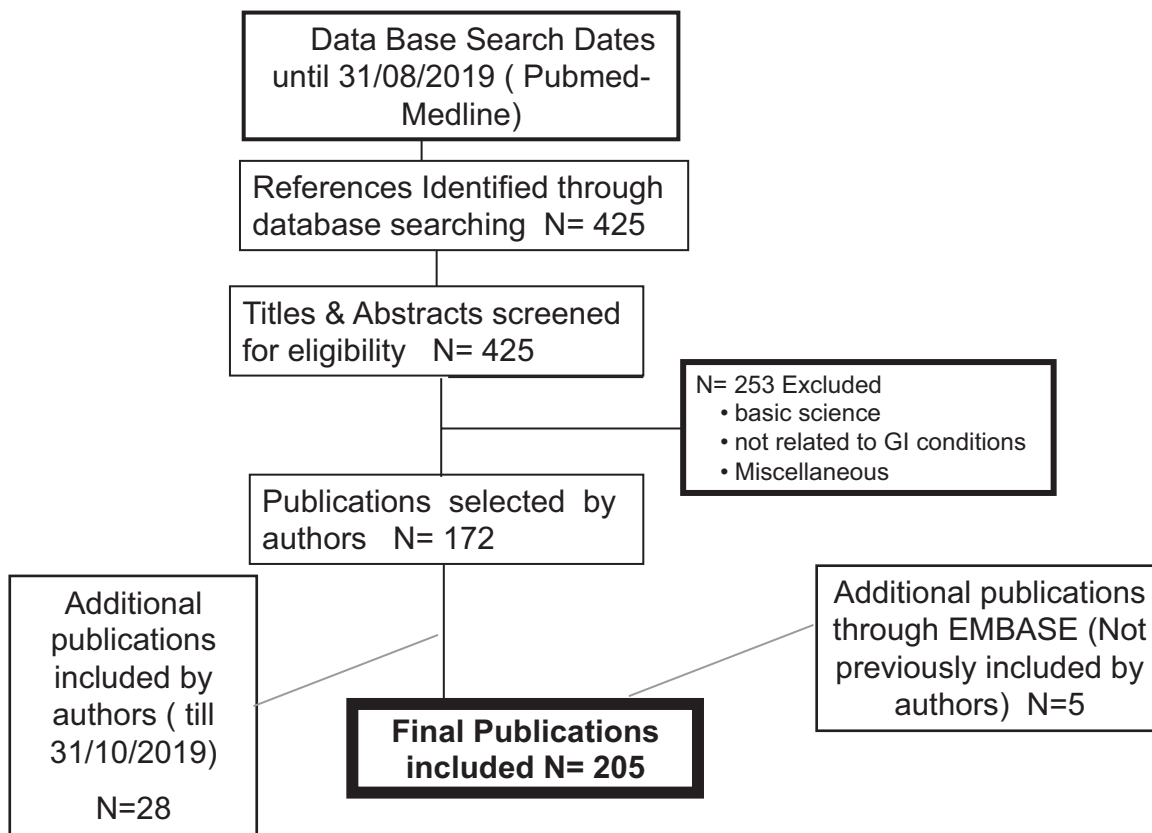 Data Base Search Dates
until 31/08/2019 ( Pubmed-
Medline)
References Identified through
database searching N= 425
Titles & Abstracts screened
for eligibility N= 425
N= 253 Excluded
• basic science
• not related to GI conditions
• Miscellaneous
Publications selected by
authors N= 172
Additional
publications
included by
authors ( till
31/10/2019)
N=28
Additional publications
through EMBASE (Not
previously included by
authors) N=5
Final Publications
included N= 205